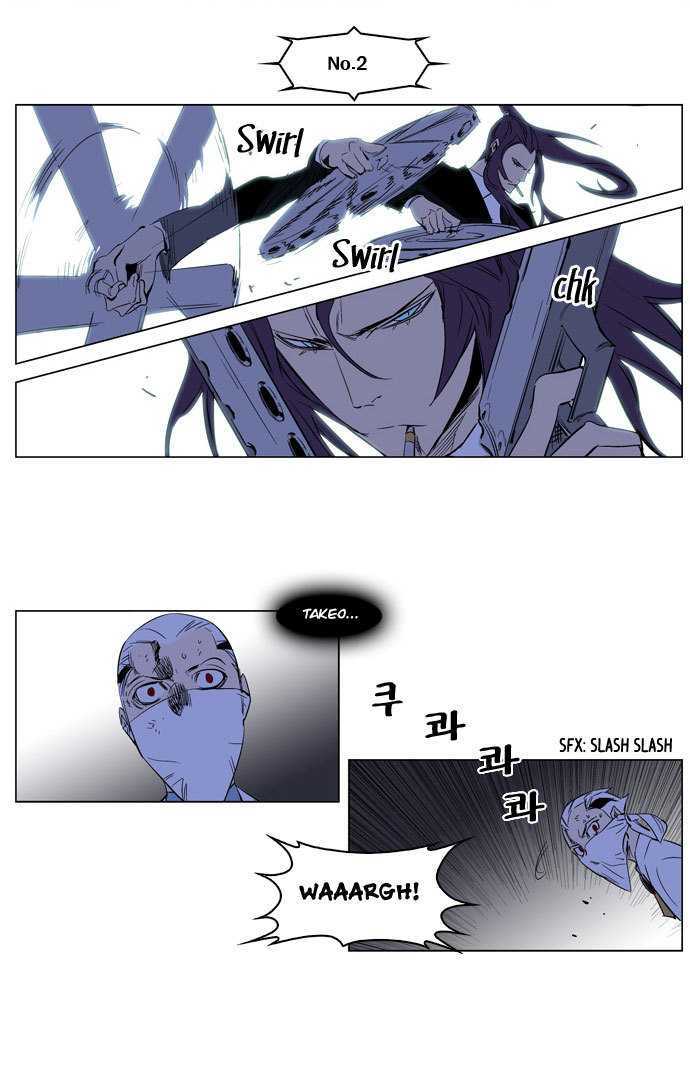 No.2
Swirl
Swirl
chk
TAKEO...
쿠
콰
콰
콰
SFX: SLASH SLASH
WAAARGH!